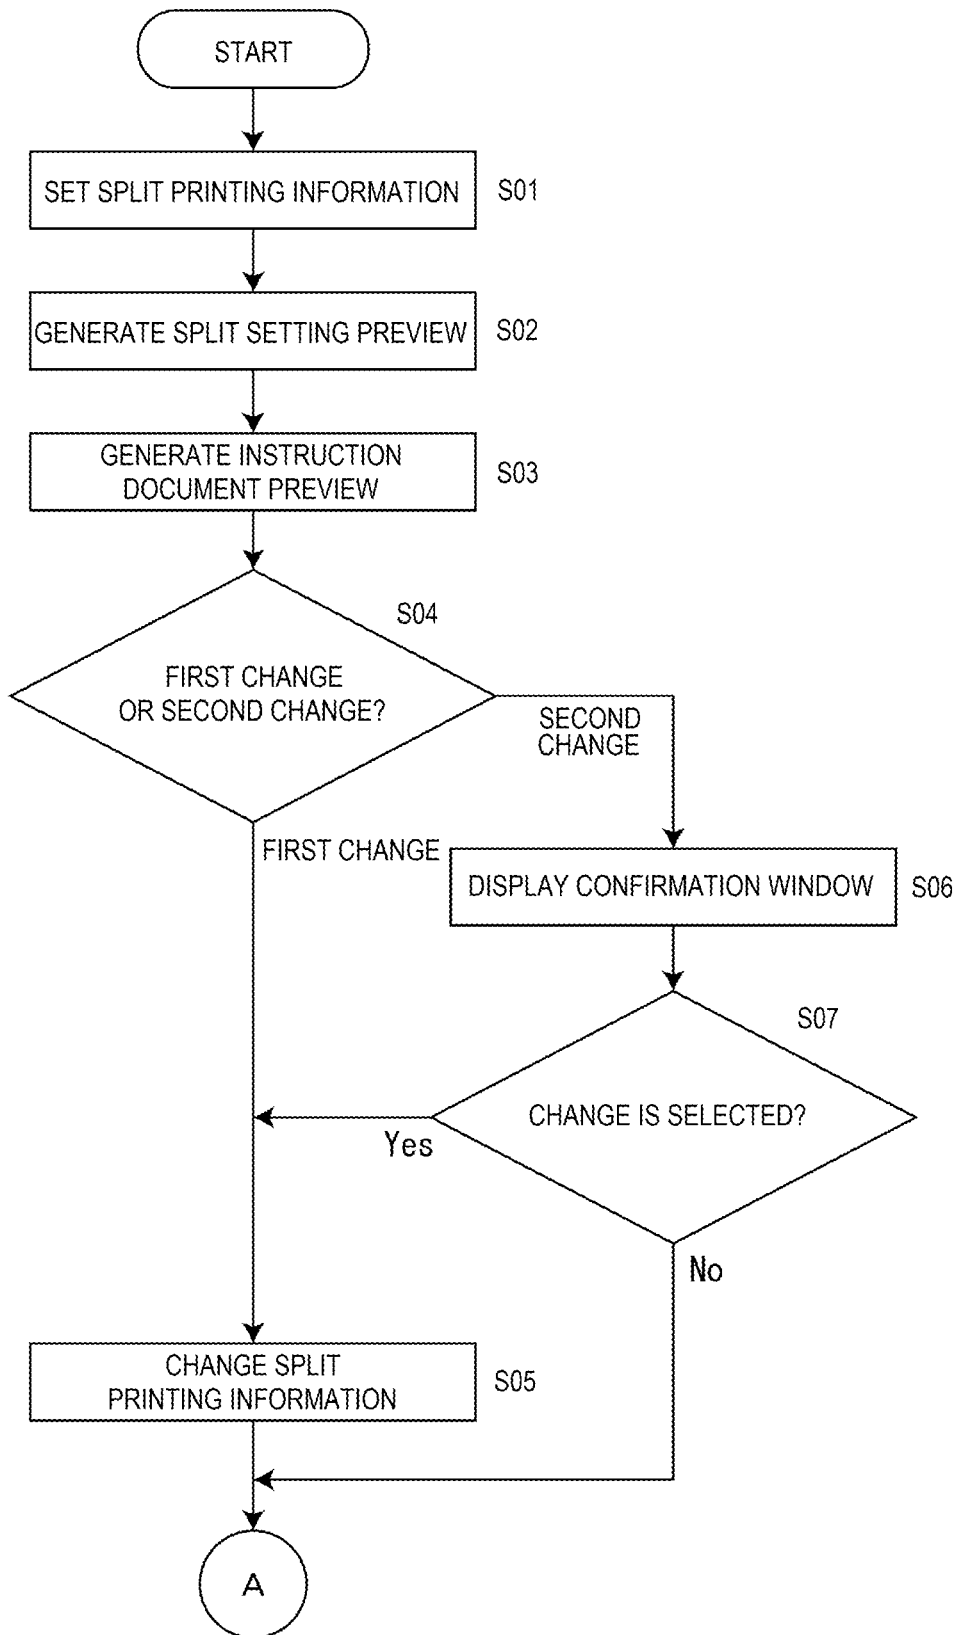 START
SET SPLIT PRINTING INFORMATION
S01
GENERATE SPLIT SETTING PREVIEW
S02
GENERATE INSTRUCTION
DOCUMENT PREVIEW
S03
S04
FIRST CHANGE
OR SECOND CHANGE?
SECOND
CHANGE
FIRST CHANGE
DISPLAY CONFIRMATION WINDOW
S06
S07
CHANGE IS SELECTED?
Yes
No
CHANGE SPLIT
PRINTING INFORMATION
S05
A